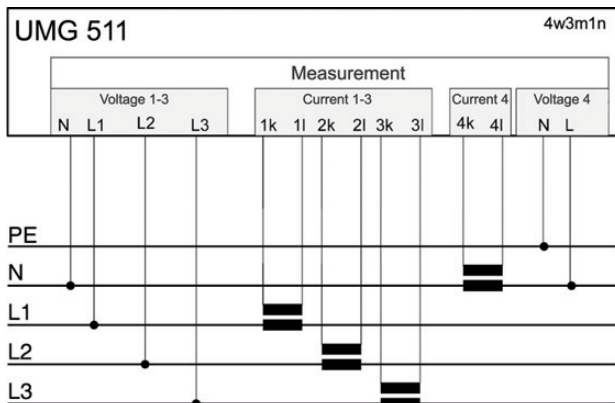 UMG 511
4w3m1n
Measurement
Voltage 1-3
Current 1-3
Current 4
Voltage 4
N L1 L2 L3
1k 1l 2k 2l 3k 3l
4k 4l
N L
PE
N
L1
L2
L3